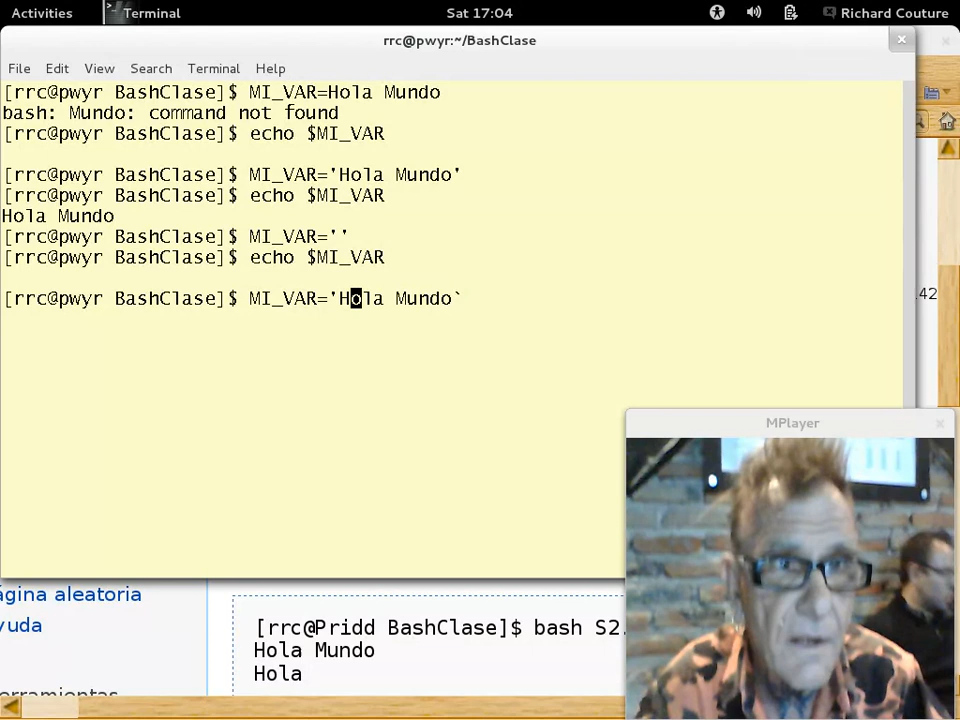 Activities
Terminal
Sat 17:04
Richard Couture
rrc@pwyr:~/BashClase
File Edit View Search Terminal Help
[rrc@pwyr BashClase]$ MI_VAR=Hola Mundo
bash: Mundo: command not found
[rrc@pwyr BashClase]$ echo $MI_VAR
[rrc@pwyr BashClase]$ MI_VAR='Hola Mundo'
[rrc@pwyr BashClase]$ echo $MI_VAR
Hola Mundo
[rrc@pwyr BashClase]$ MI_VAR=''
[rrc@pwyr BashClase]$ echo $MI_VAR
[rrc@pwyr BashClase]$ MI_VAR='Hola Mundo`
42
MPlayer
ágina aleatoria
yuda
erramientas
[rrc@Pridd BashClase]$ bash S2.
Hola Mundo
Hola